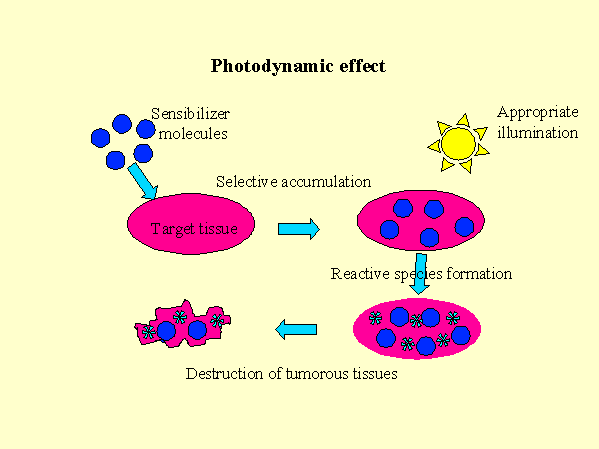 Photodynamic effect
Sensibilizer
molecules
Appropriate
illumination
Selective accumulation
Target tissue
Reactive species formation
Destruction of tumorous tissues